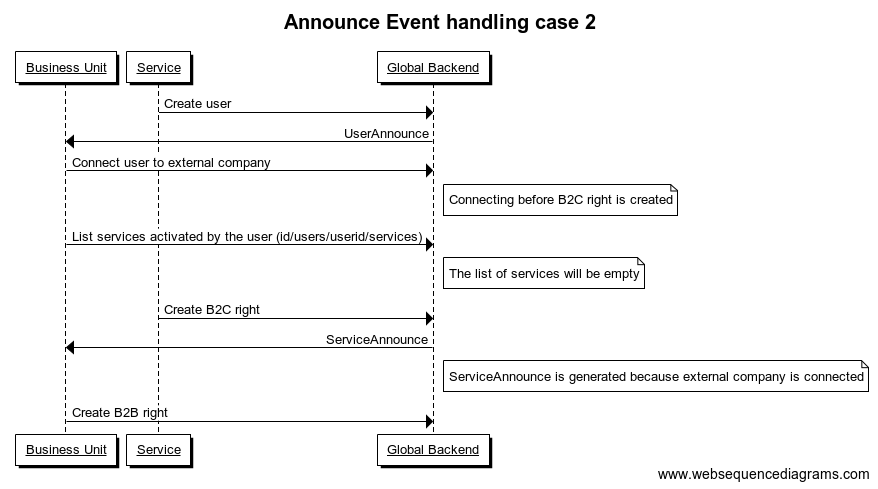 Announce Event handling case 2
Business Unit
Service
Global Backend
Create user
UserAnnounce
Connect user to external company
Connecting before B2C right is created
List services activated by the user (id/users/userid/services)
The list of services will be empty
Create B2C right
ServiceAnnounce
ServiceAnnounce is generated because external company is connected
Create B2B right
Business Unit
Service
Global Backend
www.websequencediagrams.com